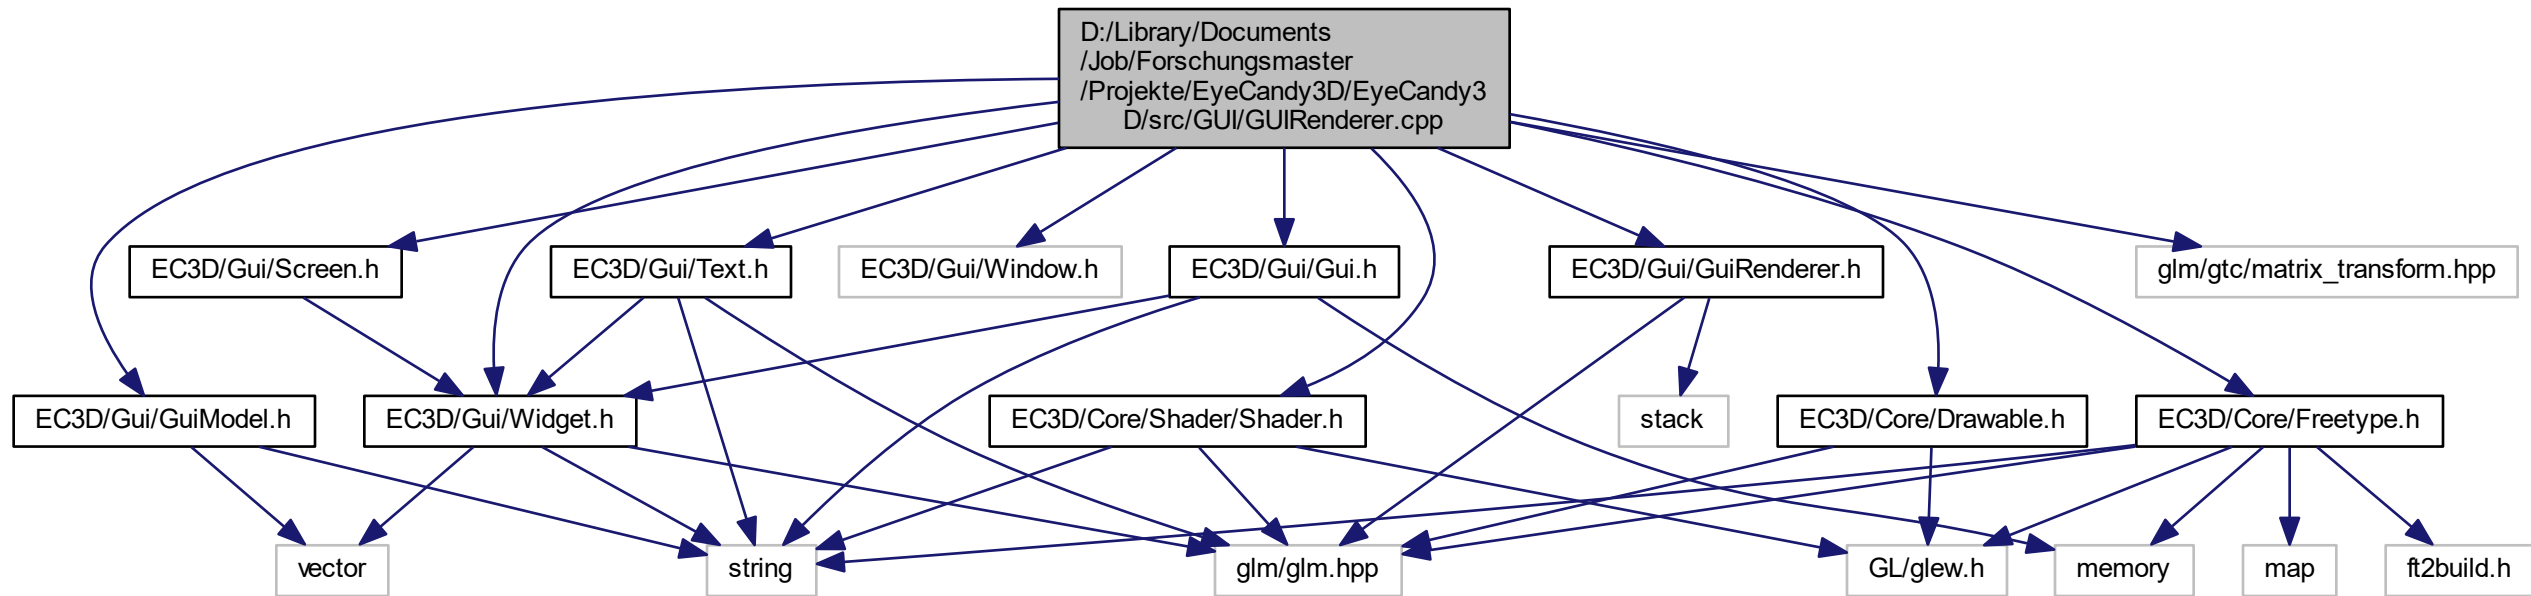 D:/Library/Documents
/Job/Forschungsmaster
/Projekte/EyeCandy3D/EyeCandy3
D/src/GUI/GUIRenderer.cpp
EC3D/Gui/Screen.h
EC3D/Gui/Text.h
EC3D/Gui/Window.h
EC3D/Gui/Gui.h
EC3D/Gui/GuiRenderer.h
glm/gtc/matrix_transform.hpp
EC3D/Gui/GuiModel.h
EC3D/Gui/Widget.h
EC3D/Core/Shader/Shader.h
stack
EC3D/Core/Drawable.h
EC3D/Core/Freetype.h
vector
string
glm/glm.hpp
GL/glew.h
memory
map
ft2build.h